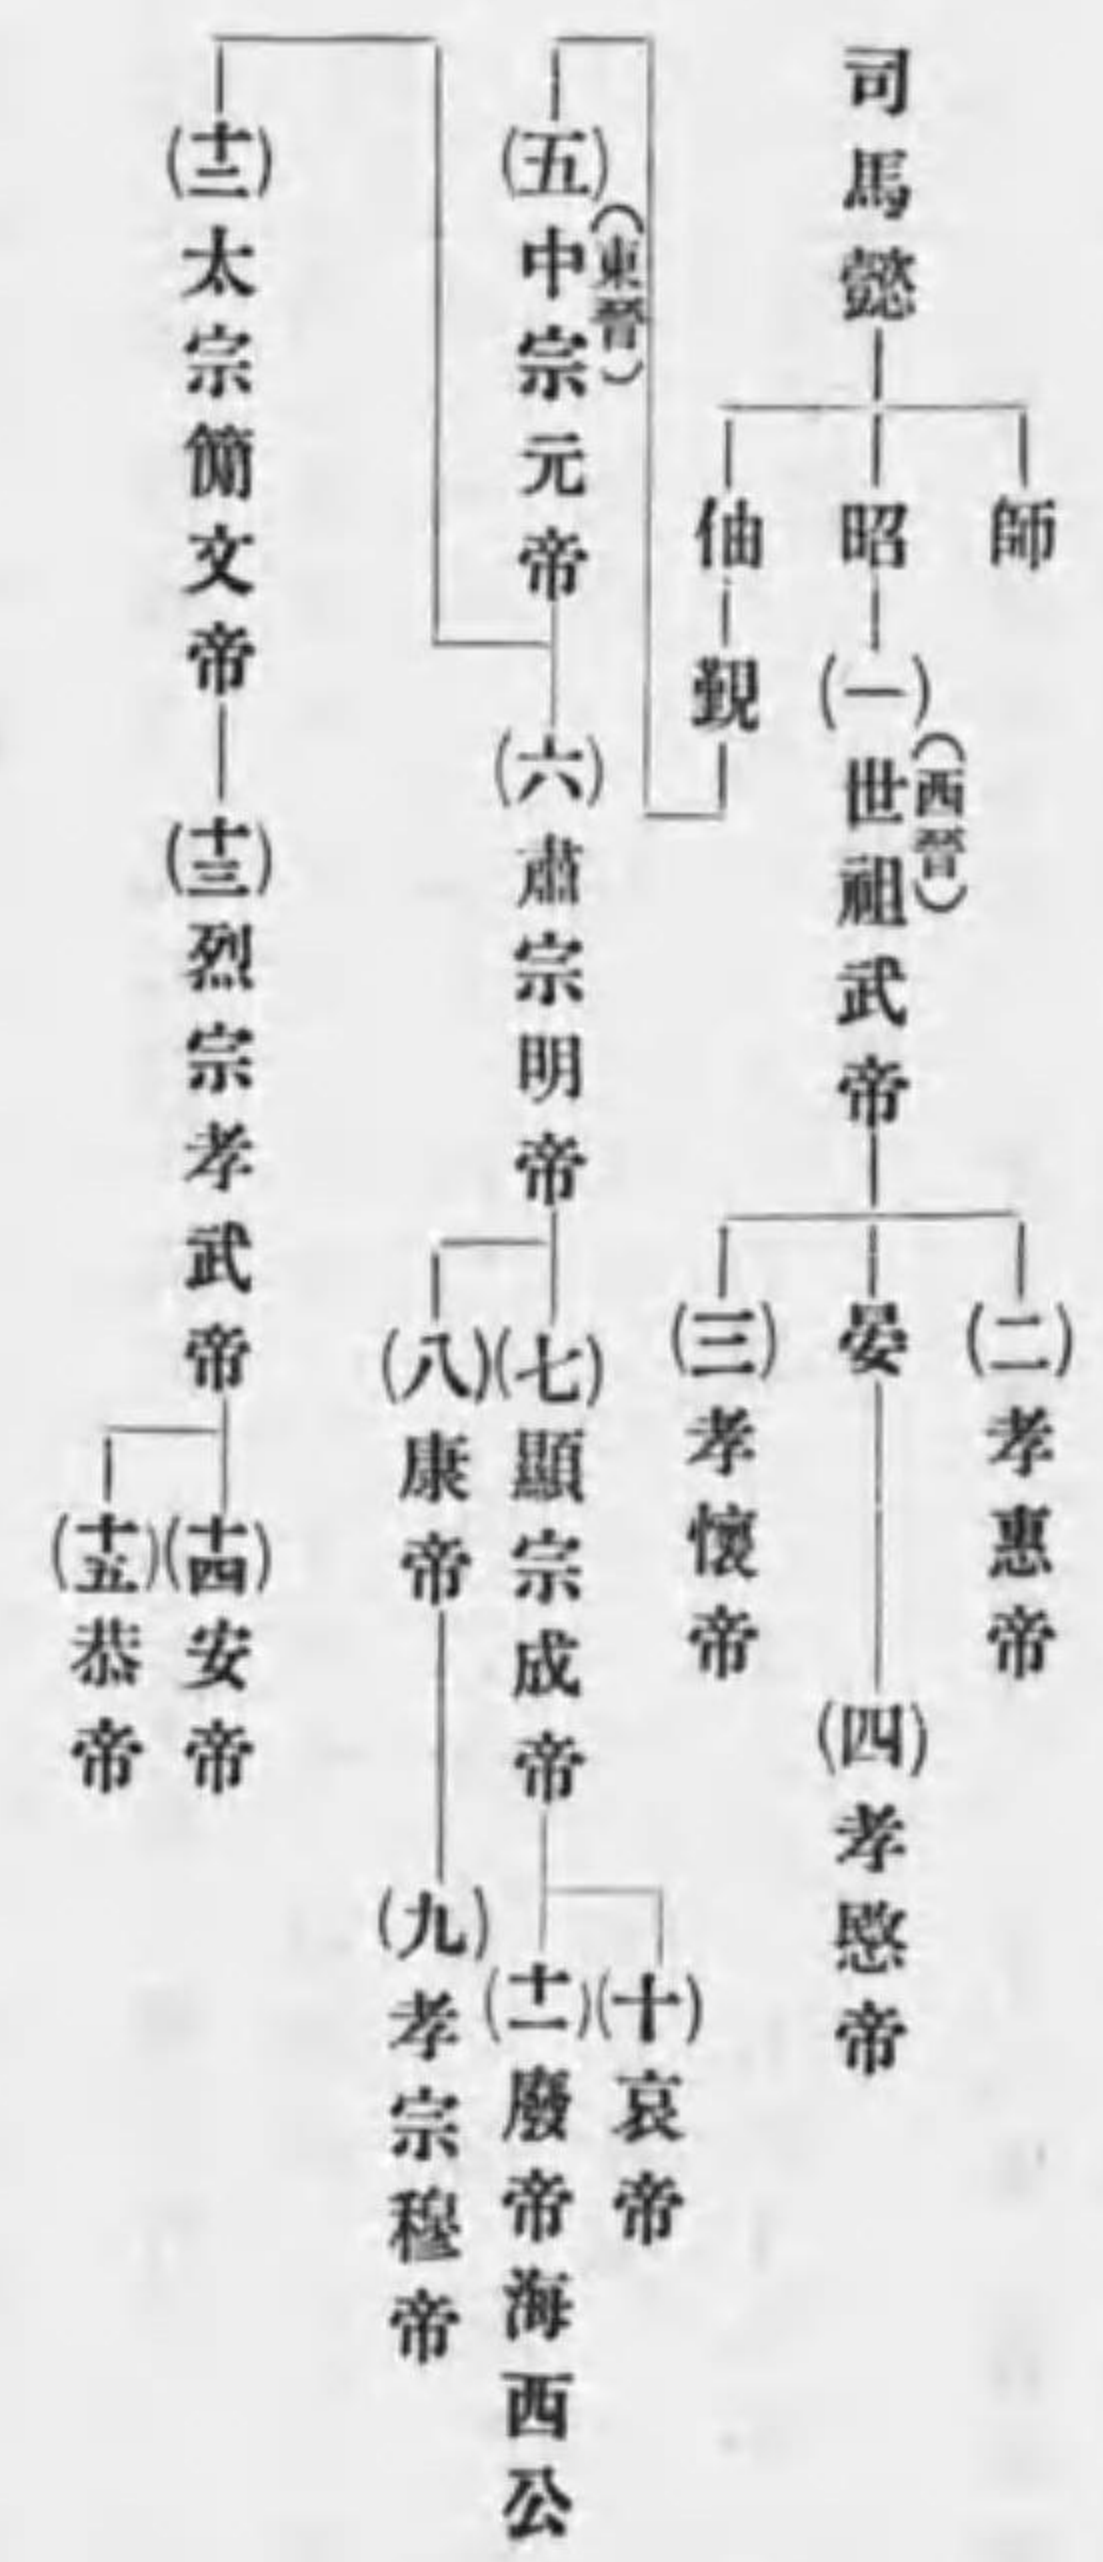 司馬懿
師
昭
伷
覲
(一)世祖武帝
(西晉)
(二)孝惠帝
晏
(三)孝懷帝
(四)孝愍帝
(五)中宗元帝
(東晉)
(六)肅宗明帝
(七)顯宗成帝
(八)康帝
(十)哀帝
(十一)廢帝海西公
(九)孝宗穆帝
(十二)太宗簡文帝
(十三)烈宗孝武帝
(十四)安帝
(十五)恭帝